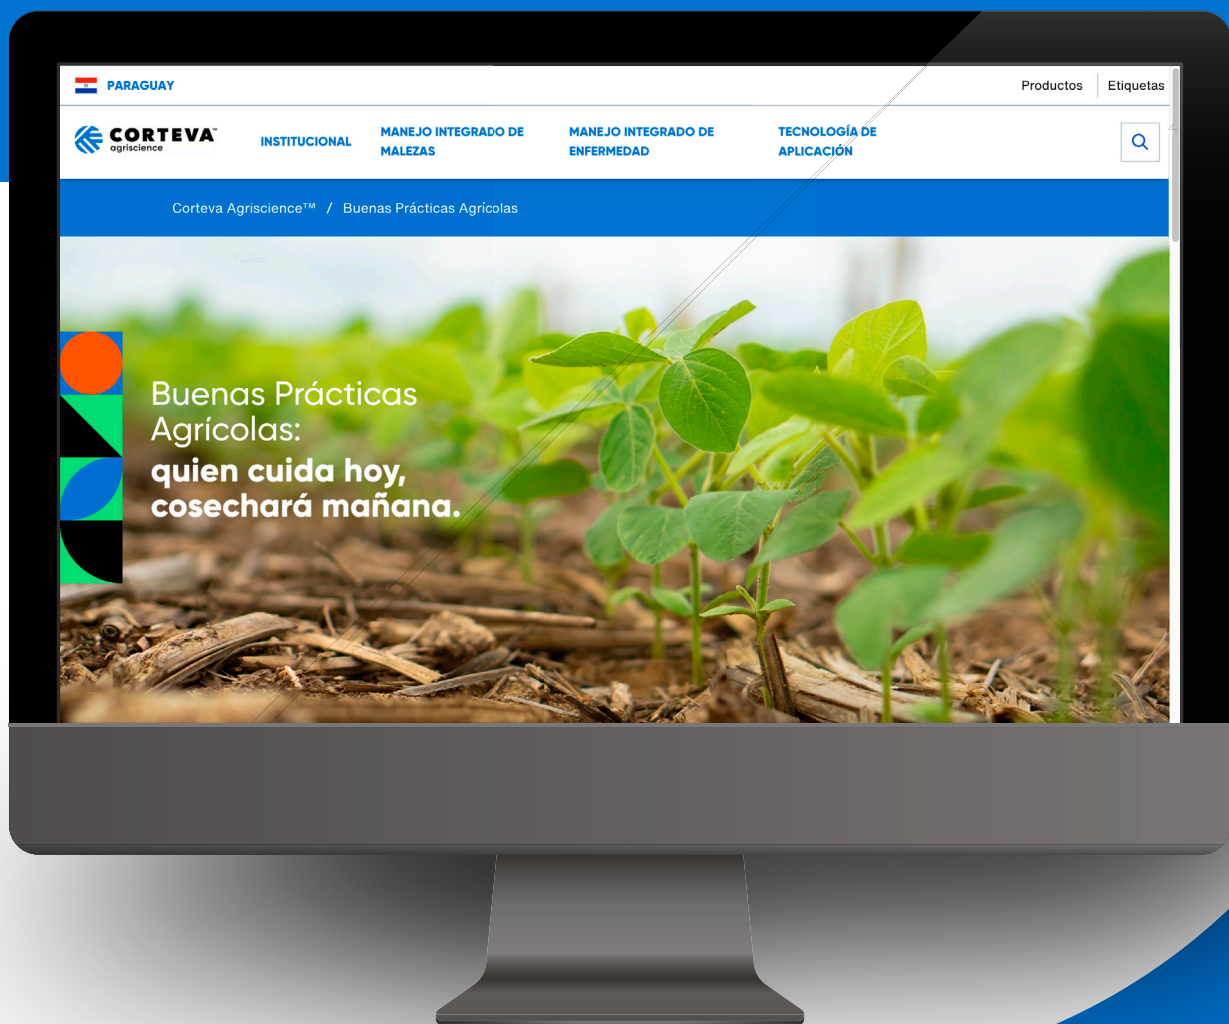 PARAGUAY
Productos
Etiquetas
CORTEVA™
agriscience
INSTITUCIONAL
MANEJO INTEGRADO DE
MALEZAS
MANEJO INTEGRADO DE
ENFERMEDAD
TECNOLOGÍA DE
APLICACIÓN
Corteva Agriscience™ / Buenas Prácticas Agrícolas
Buenas Prácticas
Agrícolas:
quien cuida hoy,
cosechará mañana.